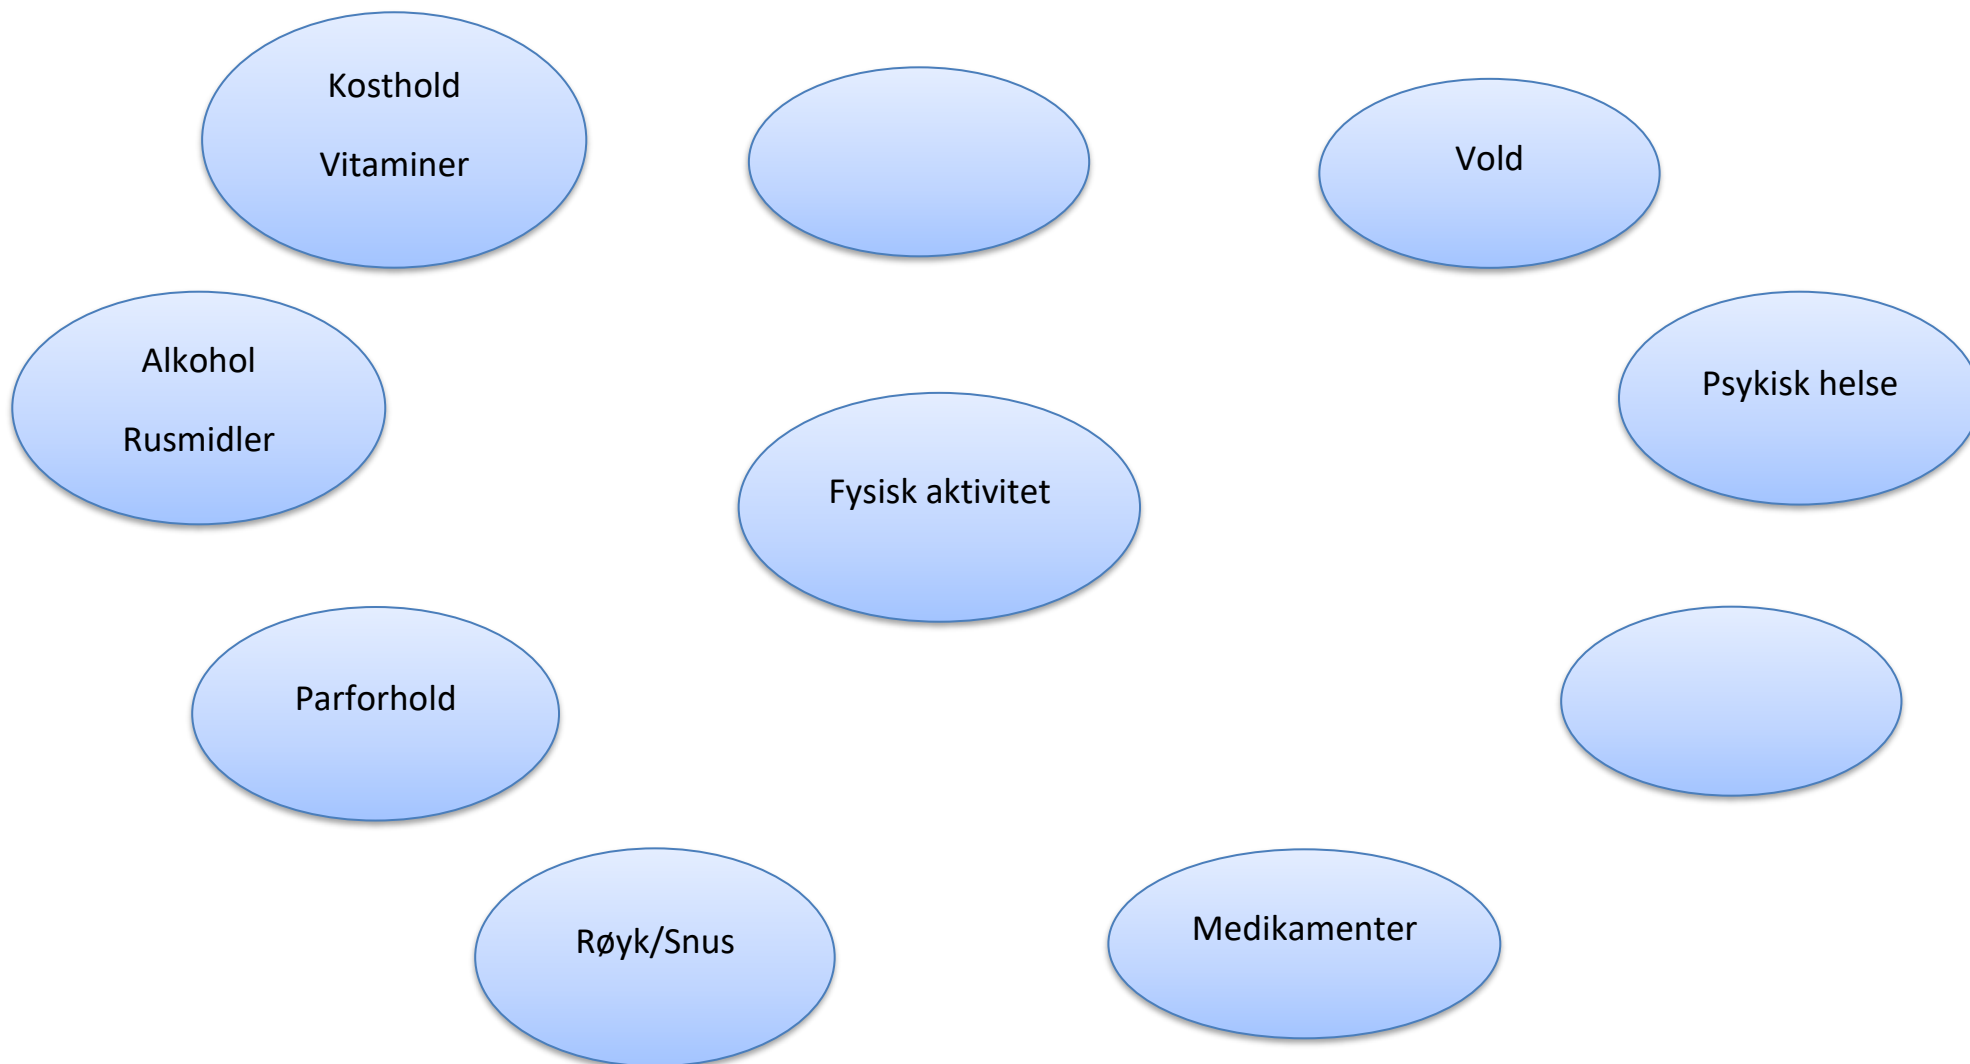 Kosthold
Vitaminer
Vold
Alkohol
Rusmidler
Psykisk helse
Fysisk aktivitet
Parforhold
Røyk/Snus
Medikamenter